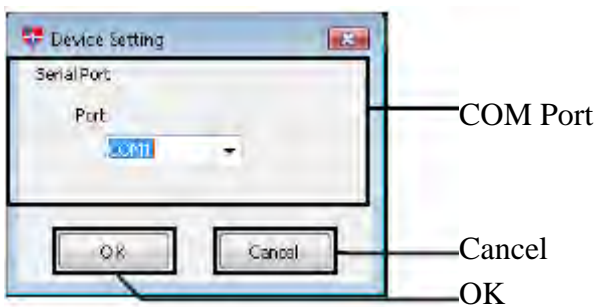 Device Setting
Serial Port
Port
COM1
COM Port
OK
Cancel
Cancel
OK